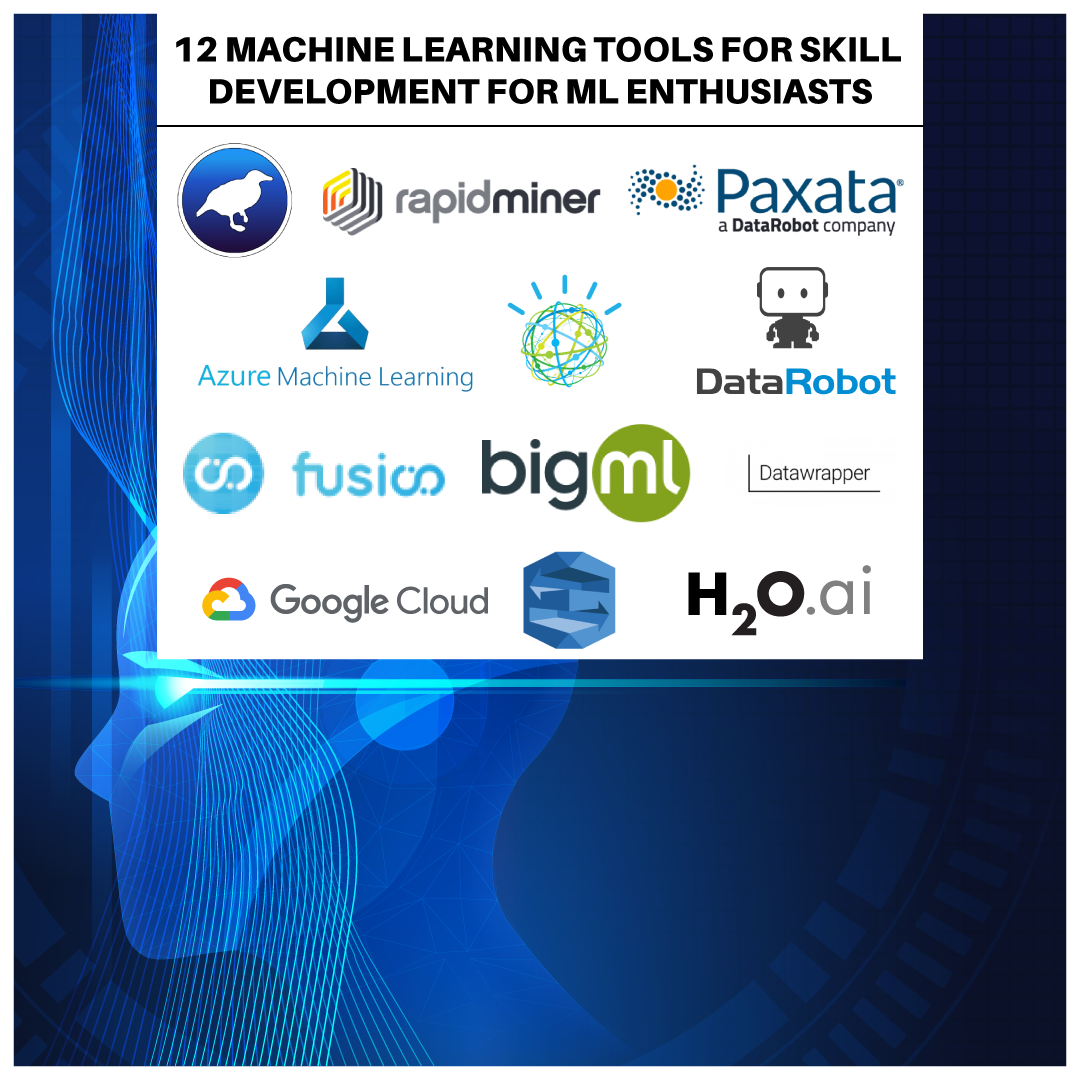 12 MACHINE LEARNING TOOLS FOR SKILL
DEVELOPMENT FOR ML ENTHUSIASTS
rapidminer
Paxata®
a DataRobot company
Azure Machine Learning
DataRobot
fusioo
bigml
Datawrapper
Google Cloud
H2O.ai